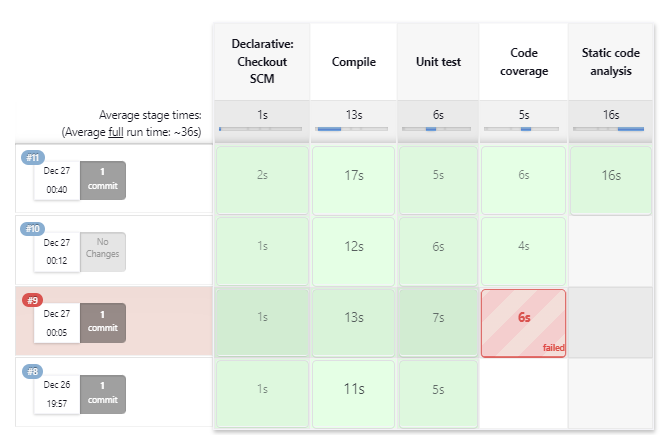 Declarative:
Checkout
SCM
Compile
Unit test
Code
coverage
Static code
analysis
Average stage times:
(Average full run time: ~36s)
1s
13s
6s
5s
16s
#11
Dec 27
00:40
1
commit
2s
17s
5s
6s
16s
#10
Dec 27
00:12
No
Changes
1s
12s
6s
4s
#9
Dec 27
00:05
1
commit
1s
13s
7s
6s
failed
#8
Dec 26
19:57
1
commit
1s
11s
5s